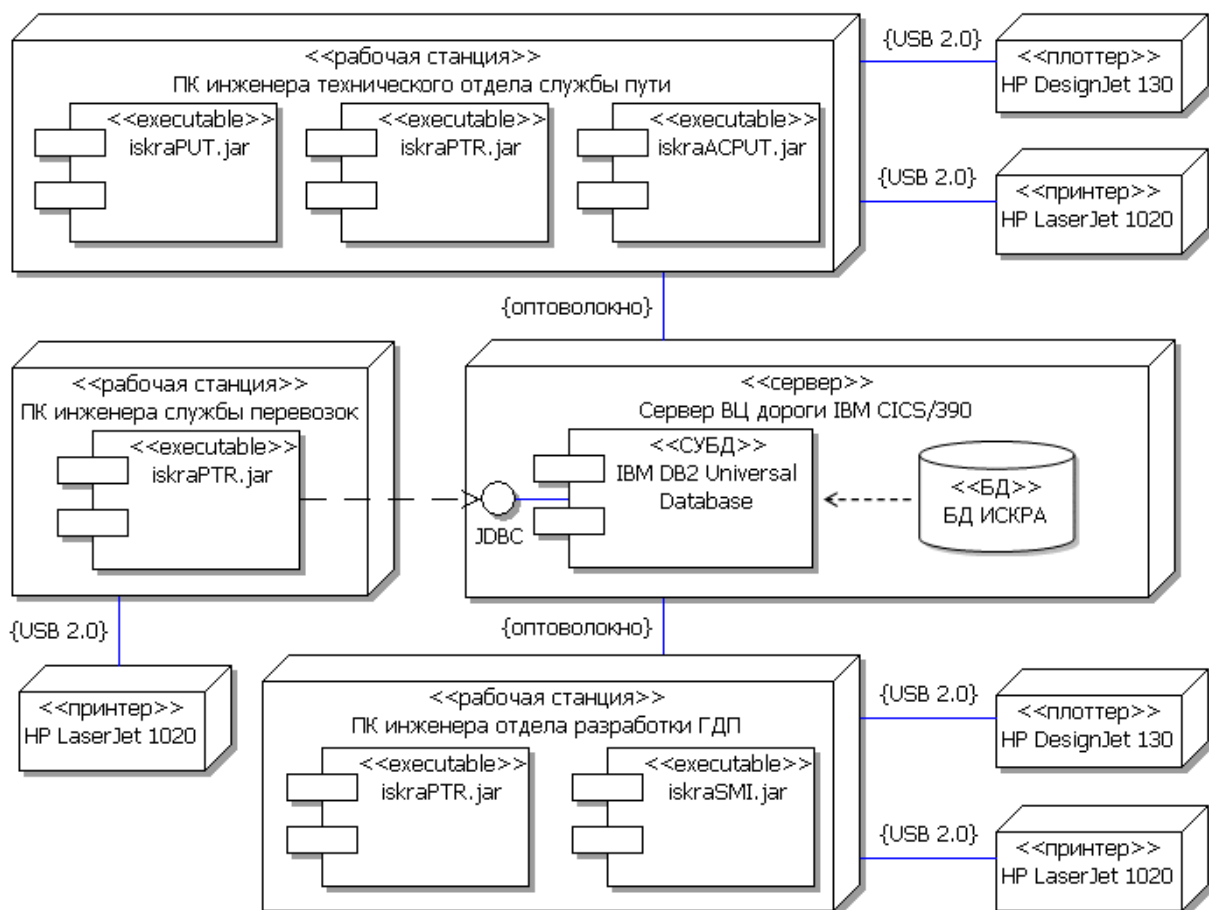 <<рабочая станция>>
ПК инженера технического отдела службы пути
<<executable>>
iskraPUT.jar
<<executable>>
iskraPTR.jar
<<executable>>
iskraACPUT.jar
{USB 2.0}
<<плоттер>>
HP DesignJet 130
{USB 2.0}
<<принтер>>
HP LaserJet 1020
{оптоволокно}
<<рабочая станция>>
ПК инженера службы перевозок
<<executable>>
iskraPTR.jar
<<сервер>>
Сервер ВЦ дороги IBM CICS/390
<<СУБД>>
IBM DB2 Universal
Database
<<БД>>
БД ИСКРА
JDBC
{USB 2.0}
<<принтер>>
HP LaserJet 1020
{оптоволокно}
<<рабочая станция>>
ПК инженера отдела разработки ГДП
<<executable>>
iskraPTR.jar
<<executable>>
iskraSMI.jar
{USB 2.0}
<<плоттер>>
HP DesignJet 130
{USB 2.0}
<<принтер>>
HP LaserJet 1020